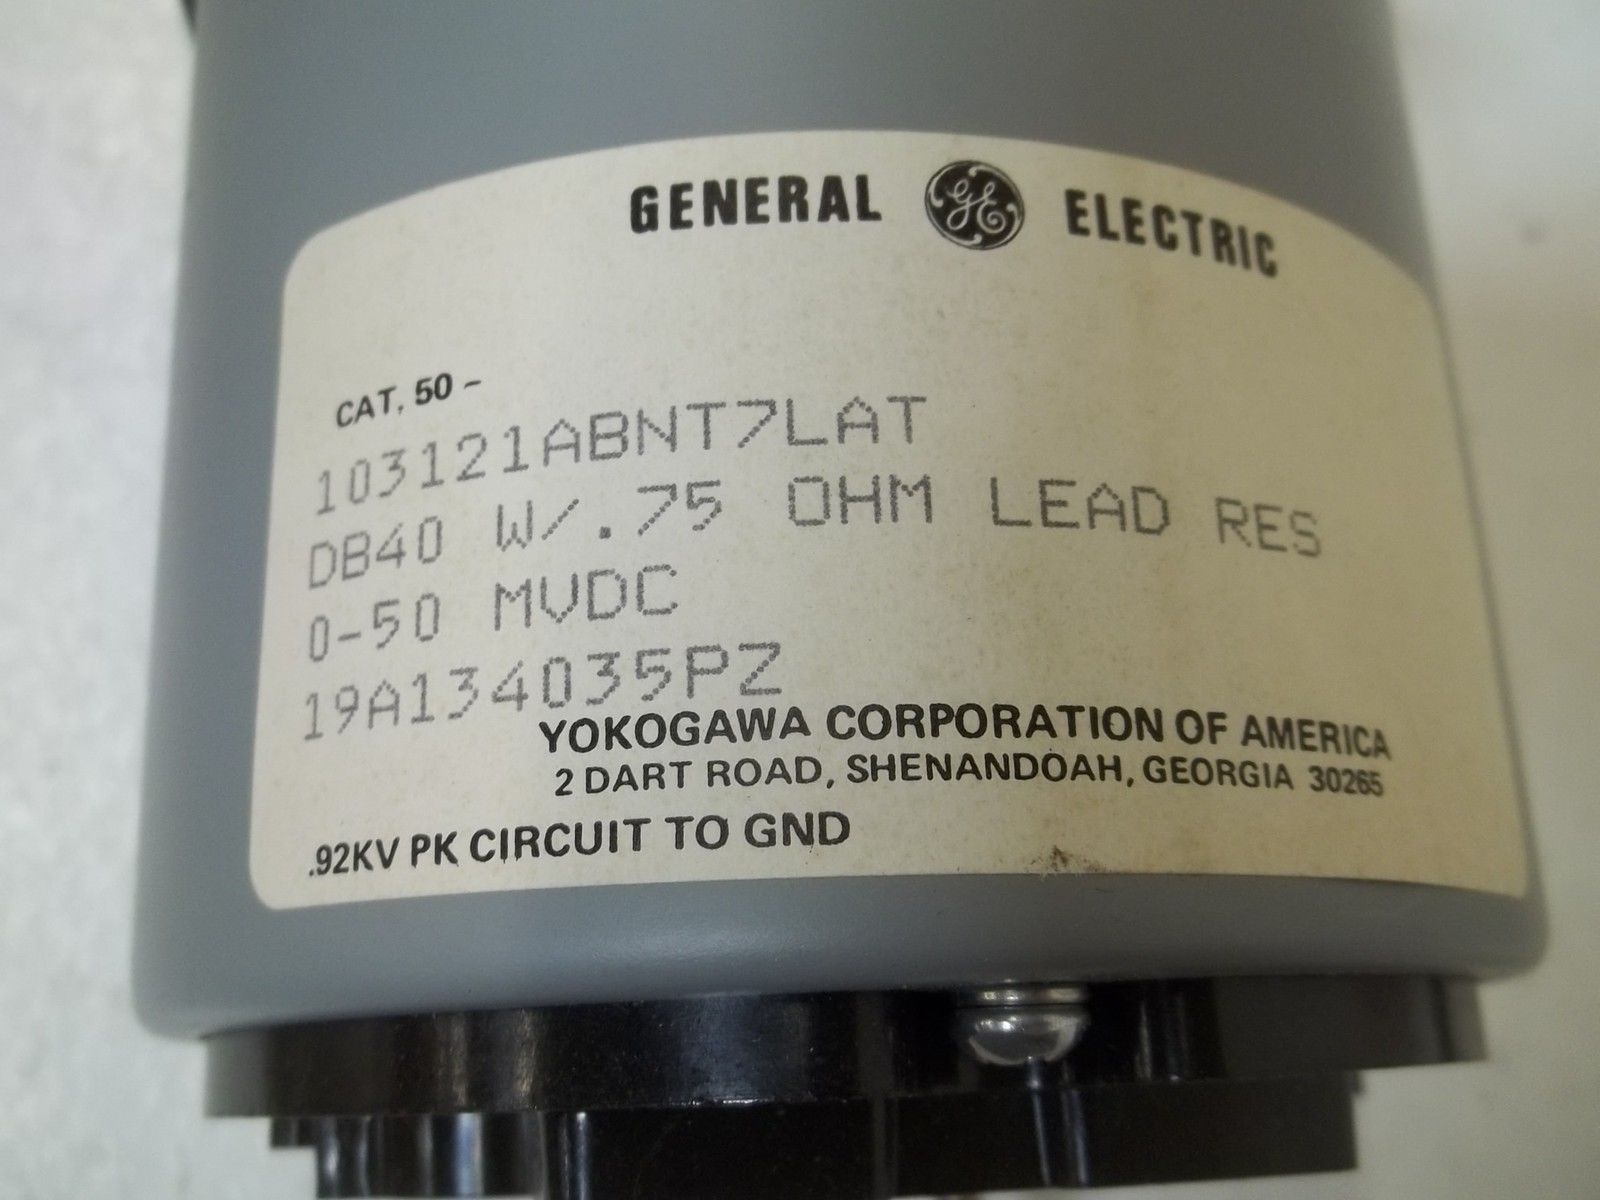 GENERAL GE ELECTRIC
CAT. 50-
103121ABNT7LAT
DB40 W/.75 OHM LEAD RES
0-50 MVDC
19A134035PZ
YOKOGAWA CORPORATION OF AMERICA
2 DART ROAD, SHENANDOAH, GEORGIA 30265
.92KV PK CIRCUIT TO GND